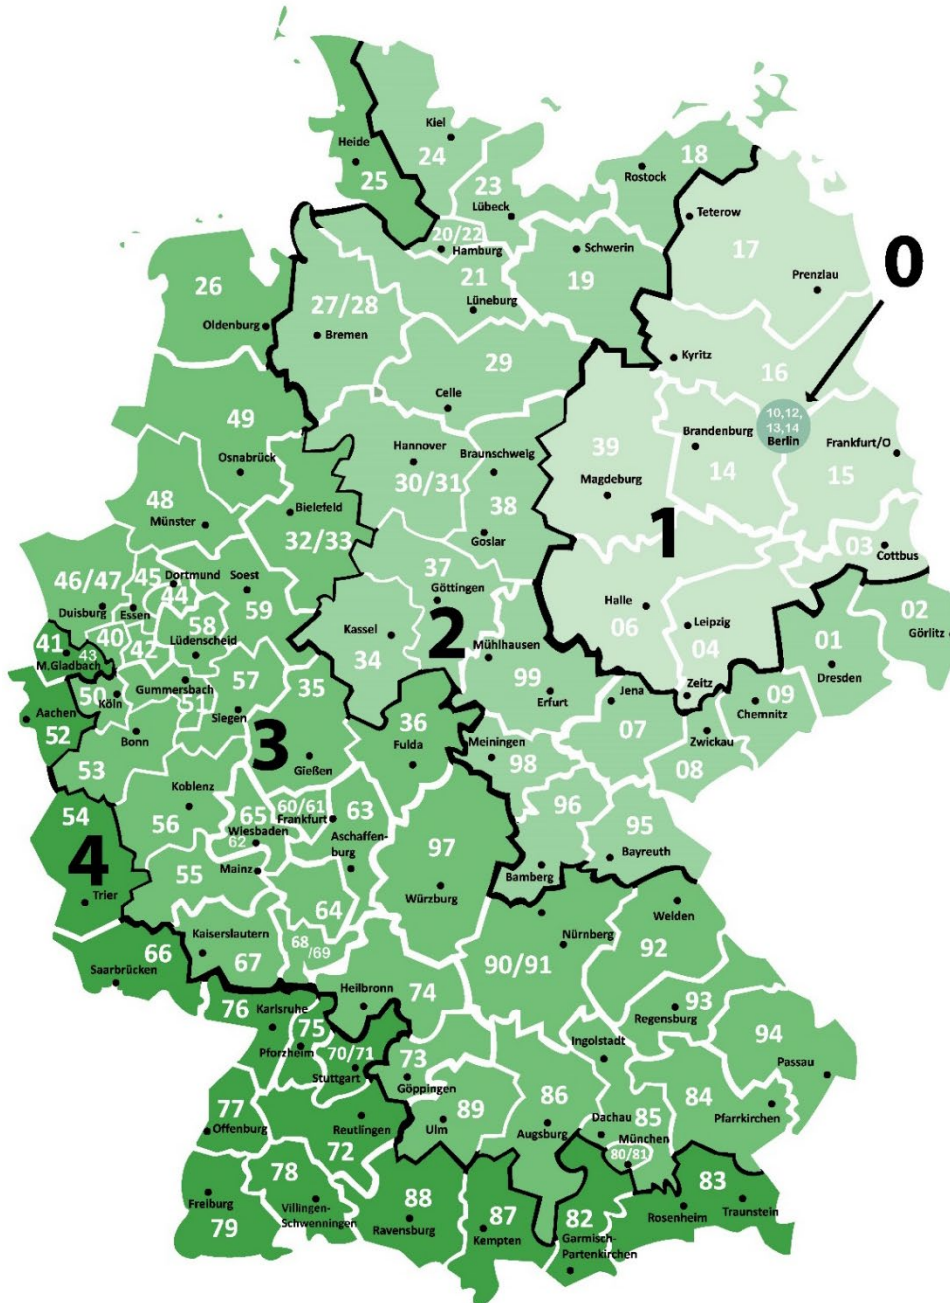 Kiel
24
Heide
25
18
Rostock
23
Lübeck
Teterow
20/22
Hamburg
Schwerin
17
0
26
21
19
Prenzlau
27/28
Lüneburg
Oldenburg
Bremen
29
Kyritz
16
Celle
49
10,12,
13,14
Berlin
Brandenburg
Hannover
Braunschweig
39
Frankfurt/O
Osnabrück
30/31
14
15
48
Magdeburg
Münster
Bielefeld
38
32/33
Goslar
1
03
Cottbus
46/47
45
Dortmund
Soest
37
Göttingen
44
59
Duisburg
Essen
58
Halle
02
Kassel
2
06
Leipzig
01
Görlitz
41
40
42
Lüdenscheid
Mühlhausen
04
43
M.Gladbach
34
99
Dresden
50
Gummersbach
57
35
Jena
Zeitz
09
Köln
51
Erfurt
Chemnitz
Aachen
Siegen
36
07
52
Bonn
3
Fulda
Meiningen
Zwickau
53
Gießen
98
08
Koblenz
96
54
65
60/61
63
56
Wiesbaden
Frankfurt
95
62
Aschaffen-
burg
97
4
55
Mainz
Bayreuth
Bamberg
Trier
64
Würzburg
Welden
Kaiserslautern
68
/69
Nürnberg
92
66
67
90/91
Saarbrücken
Heilbronn
74
76
Karlsruhe
93
Regensburg
75
94
Pforzheim
70/71
Ingolstadt
73
Passau
Stuttgart
Göppingen
77
89
86
84
Offenburg
Reutlingen
Dachau
85
Pfarrkirchen
Ulm
Augsburg
München
72
80/81
78
83
Freiburg
Villingen-
Schwenningen
88
87
82
Rosenheim
Traunstein
79
Ravensburg
Kempten
Garmisch-
Partenkirchen